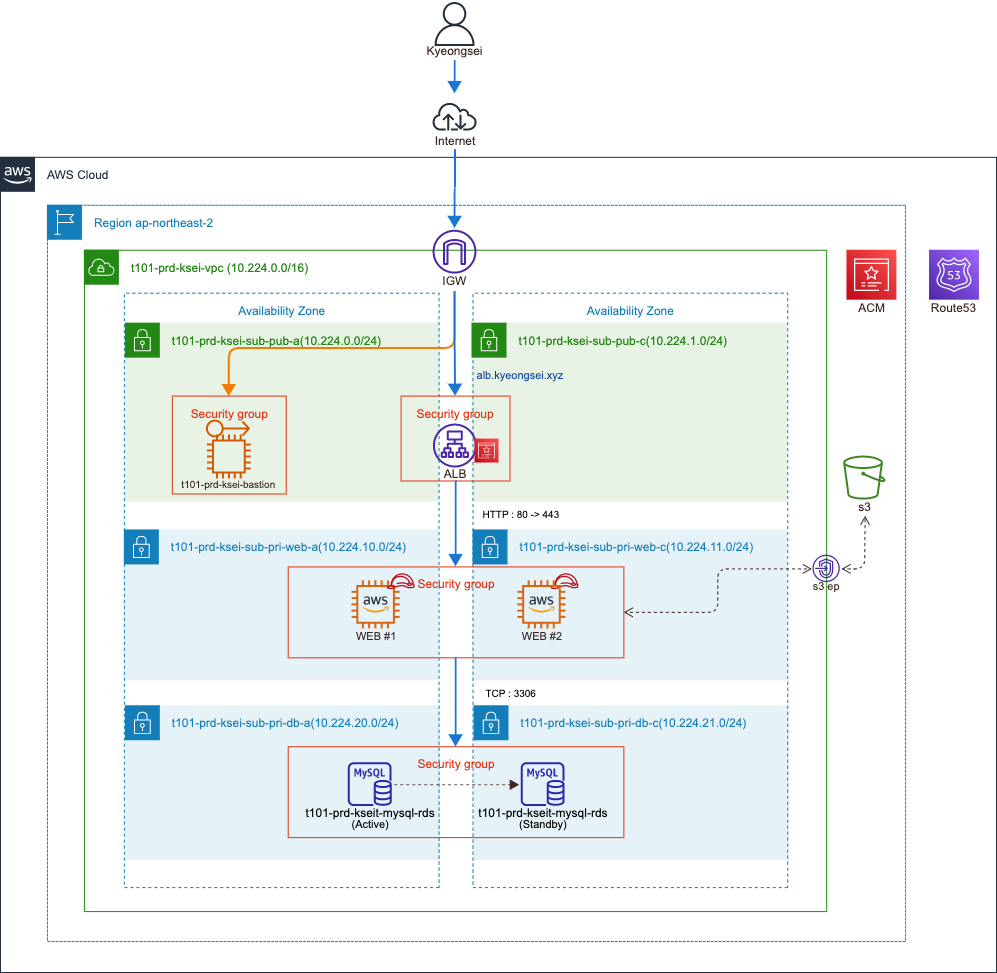 Kyeongsei
Internet
aws
AWS Cloud
Region ap-northeast-2
t101-prd-ksei-vpc (10.224.0.0/16)
IGW
ACM
53
Route53
Availability Zone
Availability Zone
t101-prd-ksei-sub-pub-a(10.224.0.0/24)
t101-prd-ksei-sub-pub-c(10.224.1.0/24)
alb.kyeongsei.xyz
Security group
t101-prd-ksei-bastion
Security group
ALB
s3
HTTP : 80 -> 443
t101-prd-ksei-sub-pri-web-a(10.224.10.0/24)
t101-prd-ksei-sub-pri-web-c(10.224.11.0/24)
s3 ep
Security group
aws
WEB #1
aws
WEB #2
TCP : 3306
t101-prd-ksei-sub-pri-db-a(10.224.20.0/24)
t101-prd-ksei-sub-pri-db-c(10.224.21.0/24)
Security group
MySQL
t101-prd-kseit-mysql-rds
(Active)
MySQL
t101-prd-kseit-mysql-rds
(Standby)